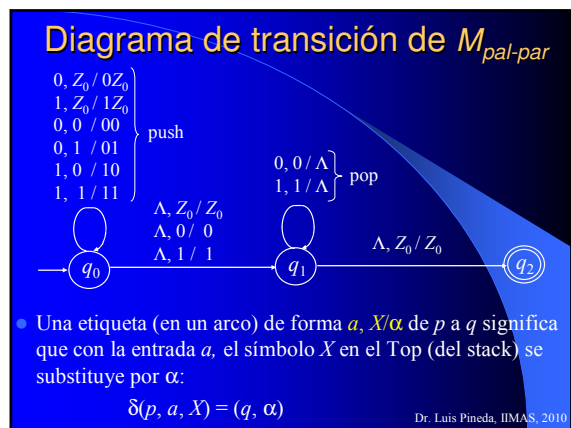 Diagrama de transición de M_pal-par
0, Z₀ / 0Z₀
1, Z₀ / 1Z₀
0, 0 / 00
0, 1 / 01
1, 0 / 10
1, 1 / 11
push
0, 0 / Λ
1, 1 / Λ
pop
Λ, Z₀ / Z₀
Λ, 0 / 0
Λ, 1 / 1
Λ, Z₀ / Z₀
q₀
q₁
q₂
Una etiqueta (en un arco) de forma a, X/α de p a q significa
que con la entrada a, el símbolo X en el Top (del stack) se
substituye por α:
δ(p, a, X) = (q, α)
Dr. Luis Pineda, IIMAS, 2010